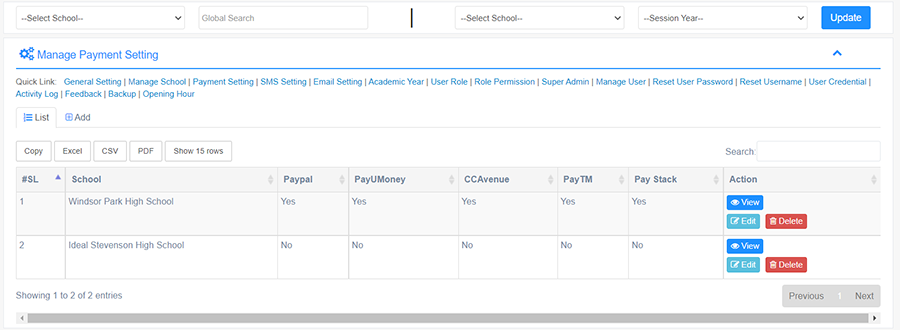 --Select School-- Global Search --Select School-- --Session Year-- Update
Manage Payment Setting
Quick Link: General Setting | Manage School | Payment Setting | SMS Setting | Email Setting | Academic Year | User Role | Role Permission | Super Admin | Manage User | Reset User Password | Reset Username | User Credential |
Activity Log | Feedback | Backup | Opening Hour
List Add
Copy Excel CSV PDF Show 15 rows Search:
#SL School Paypal PayUMoney CCAvenue PayTM Pay Stack Action
1 Windsor Park High School Yes Yes Yes Yes Yes View
Edit Delete
2 Ideal Stevenson High School No No No No No View
Edit Delete
Showing 1 to 2 of 2 entries Previous 1 Next